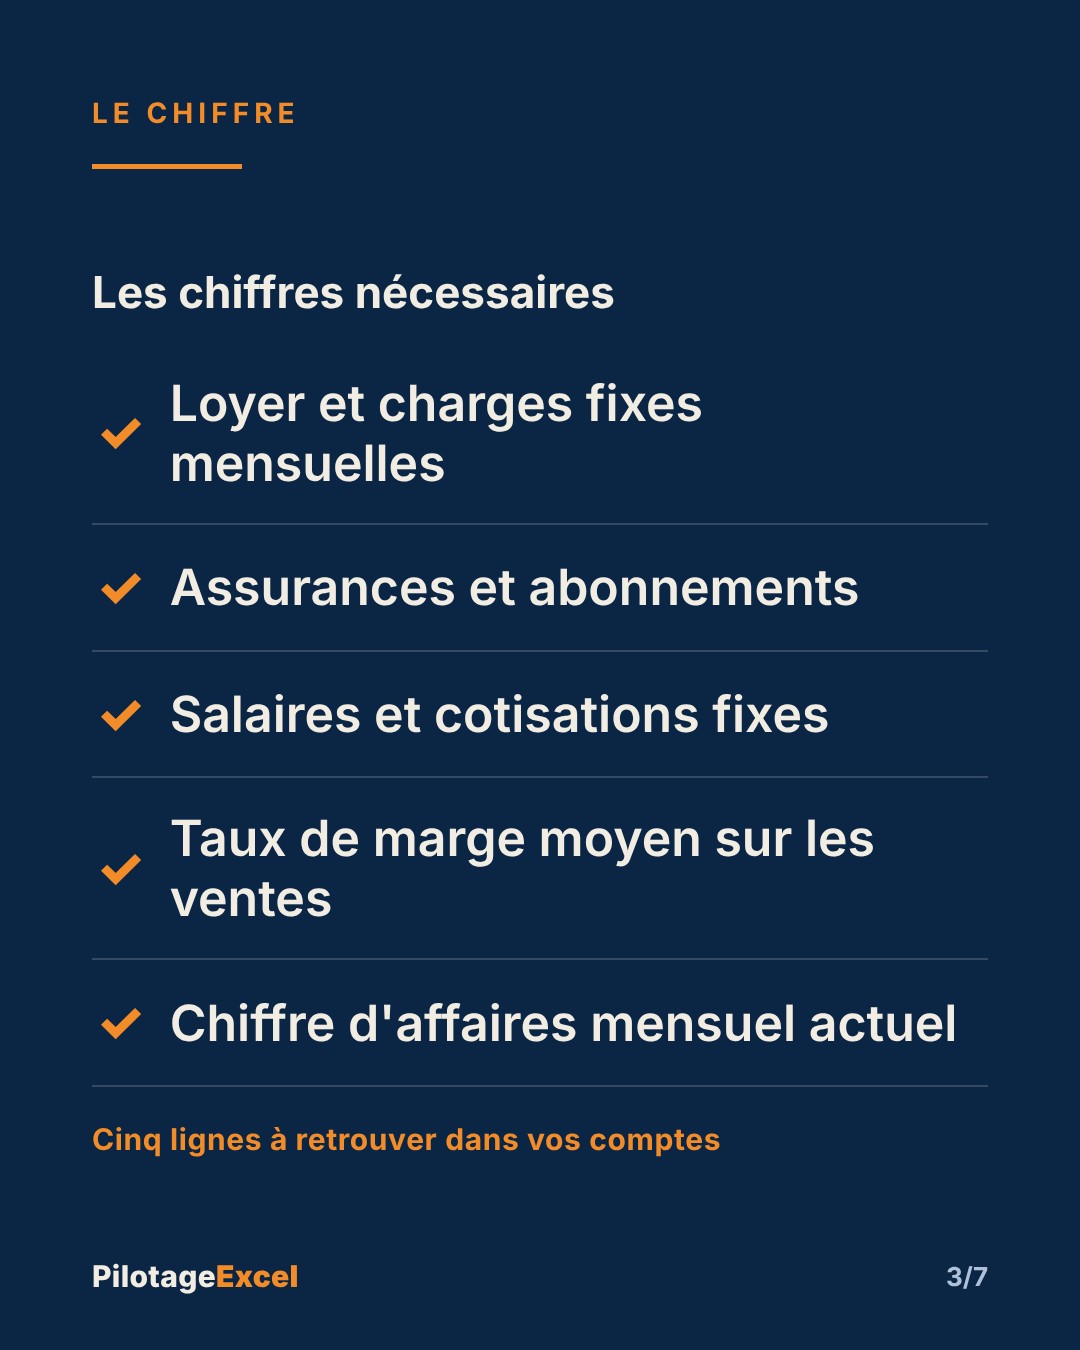 LE CHIFFRE
Les chiffres nécessaires
Loyer et charges fixes
mensuelles
Assurances et abonnements
Salaires et cotisations fixes
Taux de marge moyen sur les
ventes
Chiffre d'affaires mensuel actuel
Cinq lignes à retrouver dans vos comptes
PilotageExcel
3/7